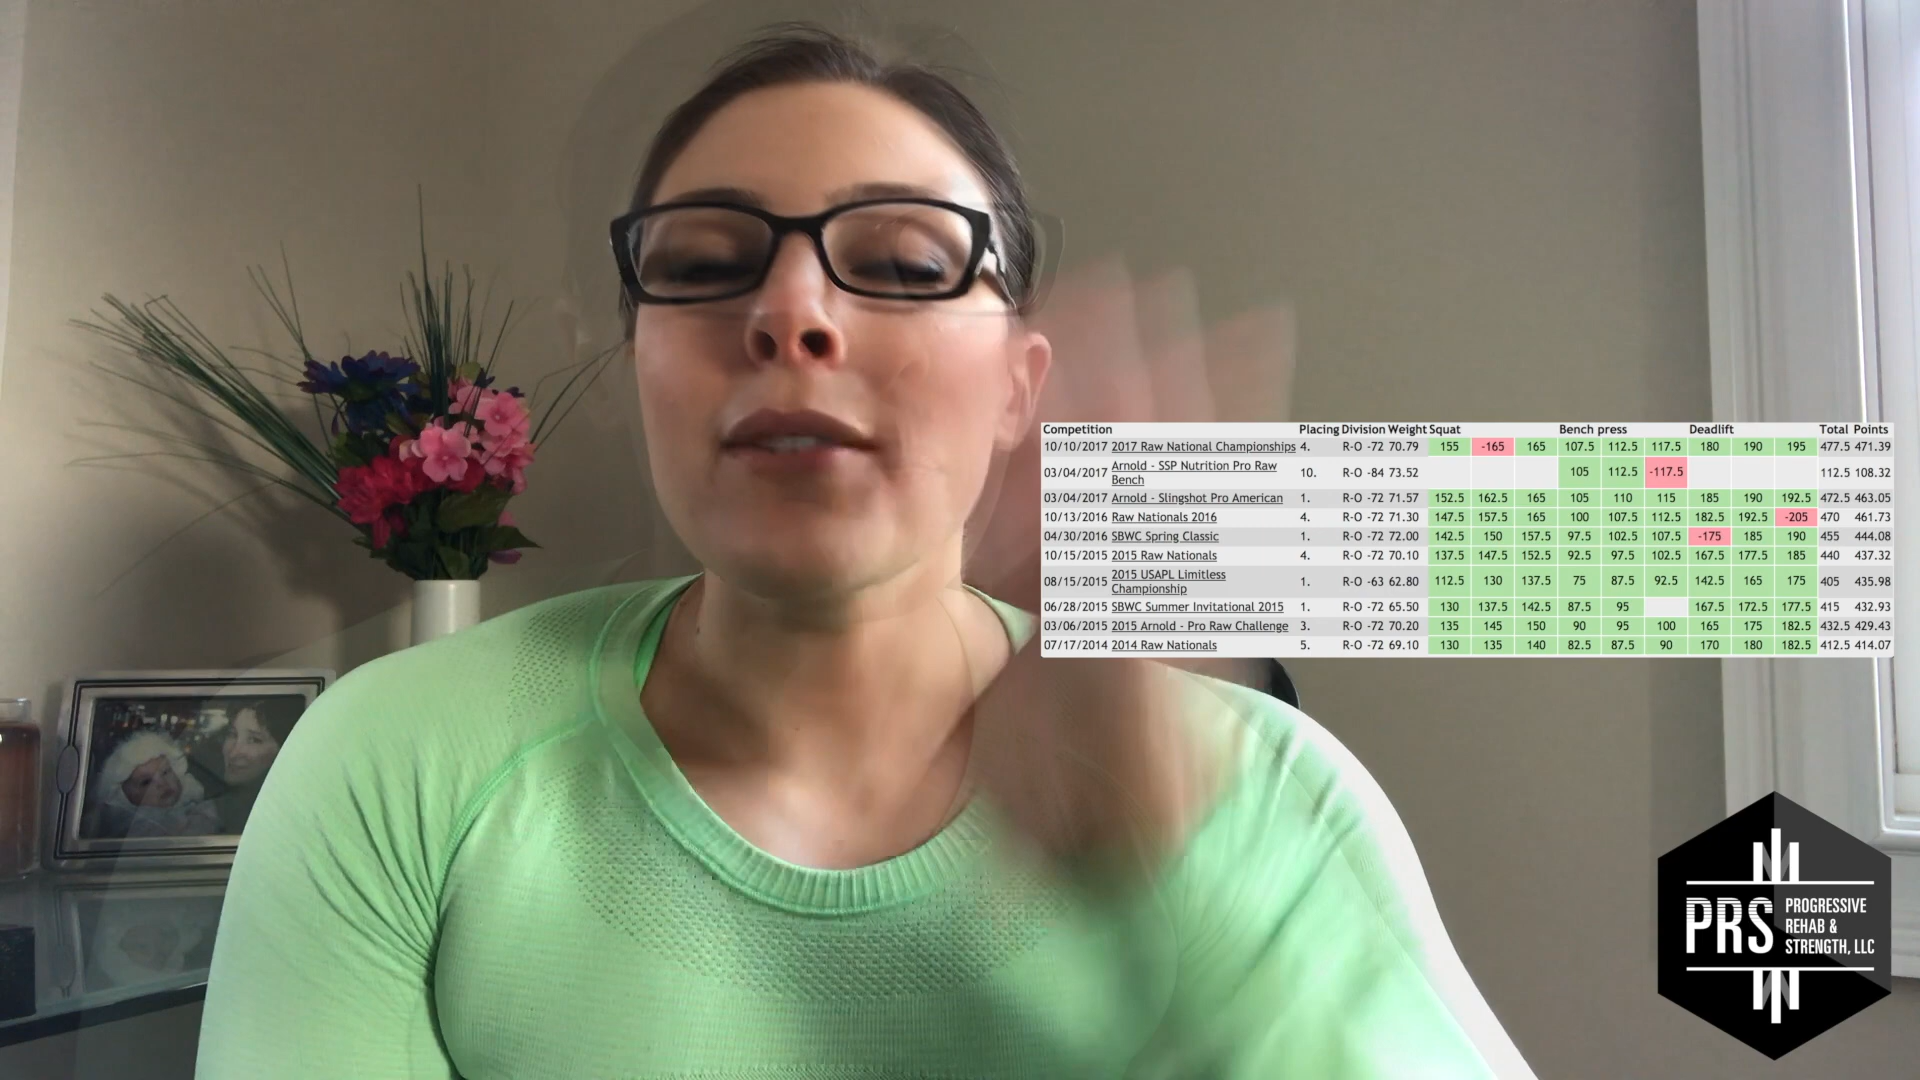 Competition Placing Division Weight Squat Bench press Deadlift Total Points
10/10/2017 2017 Raw National Championships 4. R-O -72 70.79 155 -165 165 107.5 112.5 117.5 180 190 195 477.5 471.39
03/04/2017 Arnold - SSP Nutrition Pro Raw Bench 10. R-O -84 73.52 105 112.5 -117.5 112.5 108.32
03/04/2017 Arnold - Slingshot Pro American 1. R-O -72 71.57 152.5 162.5 165 105 110 115 185 190 192.5 472.5 463.05
10/13/2016 Raw Nationals 2016 4. R-O -72 71.30 147.5 157.5 165 100 107.5 112.5 182.5 192.5 -205 470 461.73
04/30/2016 SBWC Spring Classic 1. R-O -72 72.00 142.5 150 157.5 97.5 102.5 107.5 -175 185 190 455 444.08
10/15/2015 2015 Raw Nationals 4. R-O -72 70.10 137.5 147.5 152.5 92.5 97.5 102.5 167.5 177.5 185 440 437.32
08/15/2015 2015 USAPL Limitless Championship 1. R-O -63 62.80 112.5 130 137.5 75 87.5 92.5 142.5 165 175 405 435.98
06/28/2015 SBWC Summer Invitational 2015 1. R-O -72 65.50 130 137.5 142.5 87.5 95 167.5 172.5 177.5 415 432.93
03/06/2015 2015 Arnold - Pro Raw Challenge 3. R-O -72 70.20 135 145 150 90 95 100 165 175 182.5 432.5 429.43
07/17/2014 2014 Raw Nationals 5. R-O -72 69.10 130 135 140 82.5 87.5 90 170 180 182.5 412.5 414.07
PRS
PROGRESSIVE
REHAB &
STRENGTH, LLC